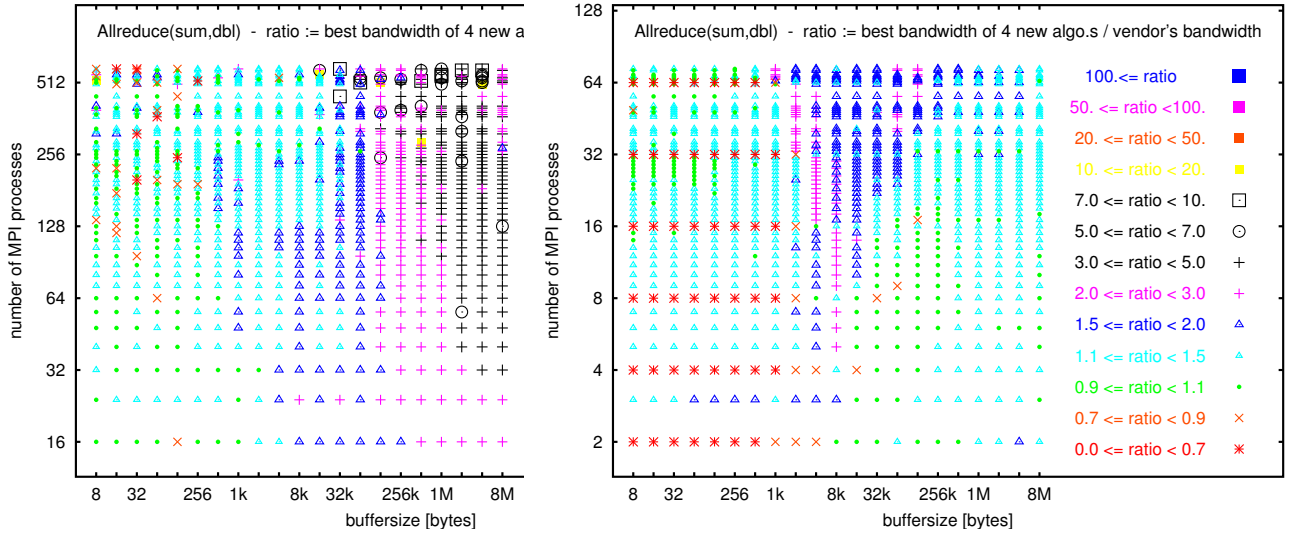 Allreduce(sum,dbl) - ratio := best bandwidth of 4 new a
number of MPI processes
512
256
128
64
32
16
8 32 256 1k 8k 32k 256k 1M 8M
buffersize [bytes]
Allreduce(sum,dbl) - ratio := best bandwidth of 4 new algo.s / vendor's bandwidth
number of MPI processes
128
64
32
16
8
4
2
8 32 256 1k 8k 32k 256k 1M 8M
buffersize [bytes]
100.<= ratio
50. <= ratio <100.
20. <= ratio < 50.
10. <= ratio < 20.
7.0 <= ratio < 10.
5.0 <= ratio < 7.0
3.0 <= ratio < 5.0
2.0 <= ratio < 3.0
1.5 <= ratio < 2.0
1.1 <= ratio < 1.5
0.9 <= ratio < 1.1
0.7 <= ratio < 0.9
0.0 <= ratio < 0.7